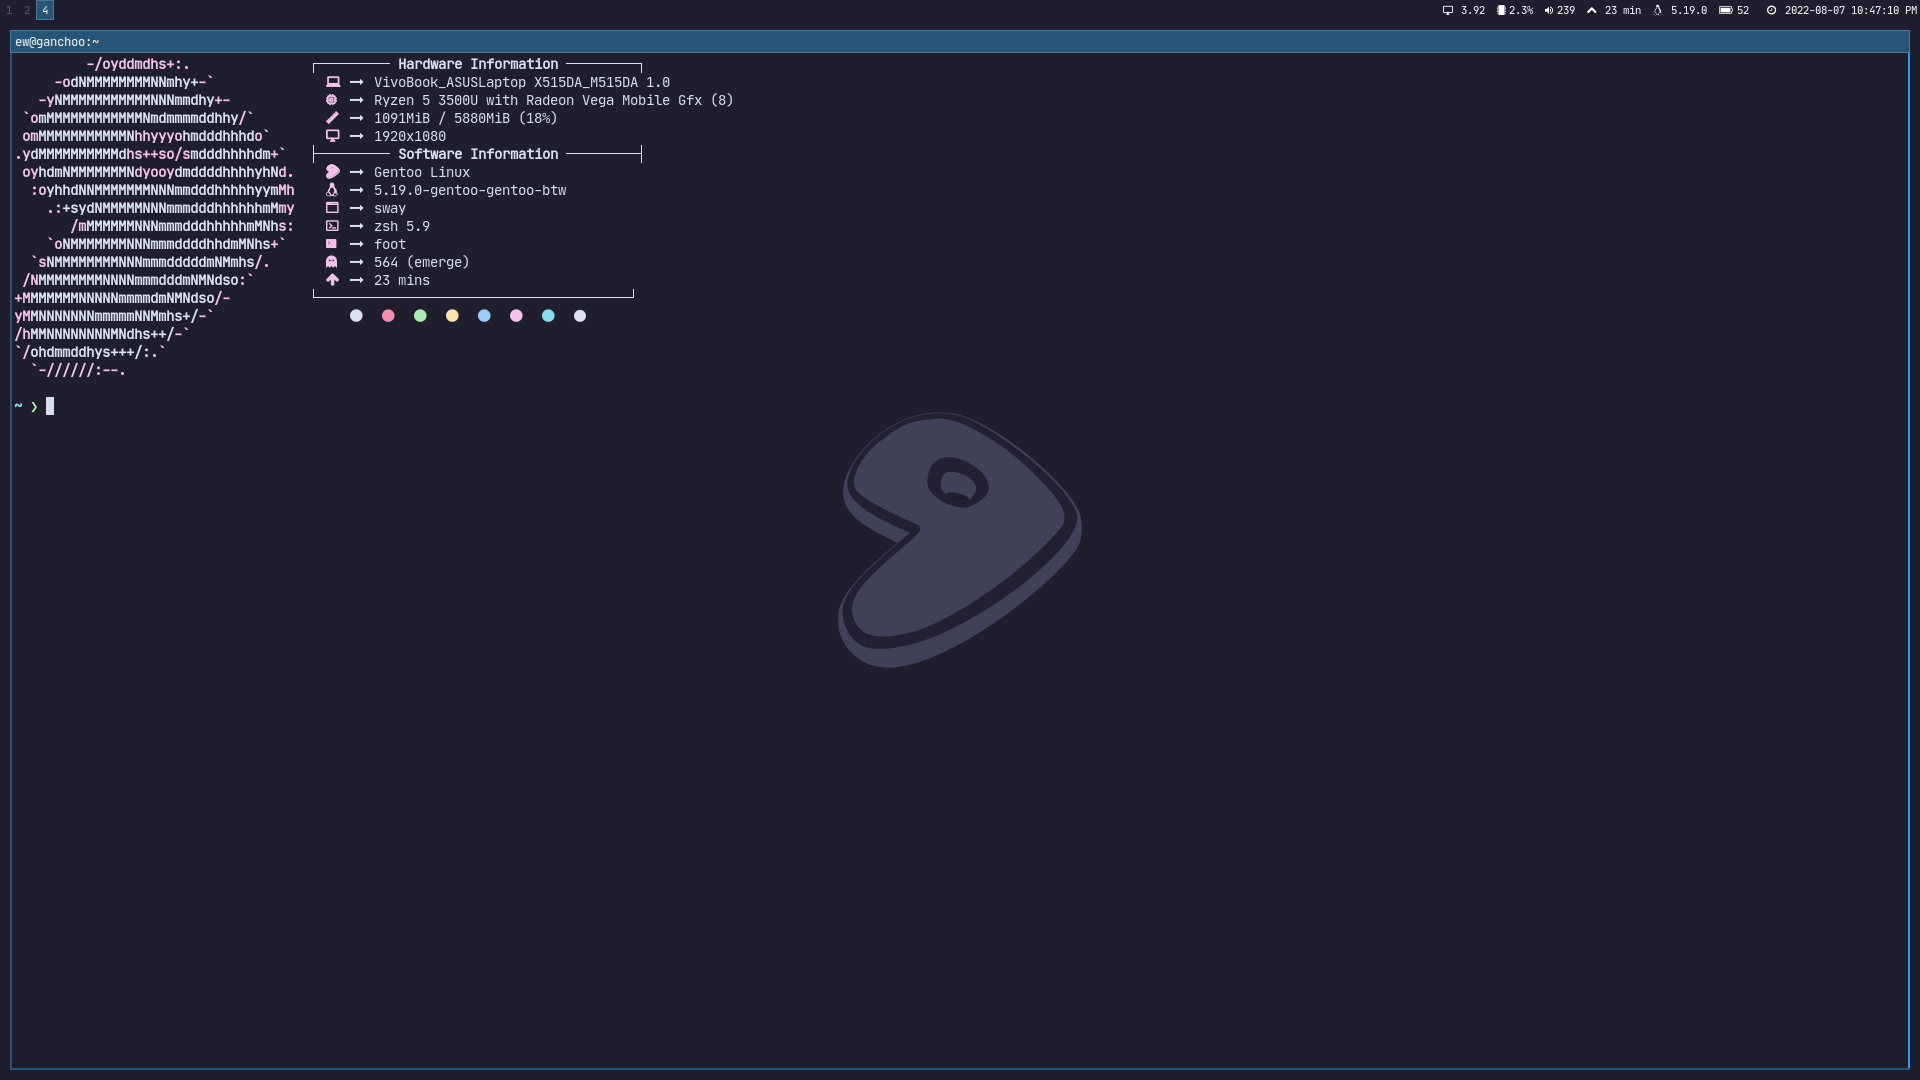 1 2 4 3.92 2.3% 239 23 min 5.19.0 52 2022-08-07 10:47:10 PM
ew@ganchoo:~
-/oyddmdhs+:.
-odNMMMMMMMMNNmhy+-`
-yNMMMMMMMMMMMNNNmmdhy+-
`omMMMMMMMMMMMMNmdmmmmddhhy/`
omMMMMMMMMMMMNhhyyyohmdddhhhdo`
.ydMMMMMMMMMMdhs++so/smdddhhhhdm+`
oyhdmNMMMMMMMNdyooydmddddhhhhyhNd.
:oyhhdNNMMMMMMMNNNmmdddhhhhhyymMh
.:+sydNMMMMMNNNmmmdddhhhhhhmMmy
/mMMMMMMNNNmmmdddhhhhhmMNhs:
`oNMMMMMMMNNNmmmddddhhdmMNhs+`
`sNMMMMMMMMNNNmmmdddddmNMmhs/.
/NMMMMMMMMNNNNmmmdddmNMNdso:`
+MMMMMMMNNNNNmmmmdmNMNdso/-
yMMNNNNNNNmmmmmNNMmhs+/-`
/hMMNNNNNNNNMNdhs++/-`
`/ohdmmddhys+++/:.`
`-//////:--.
Hardware Information
VivoBook_ASUSLaptop X515DA_M515DA 1.0
Ryzen 5 3500U with Radeon Vega Mobile Gfx (8)
1091MiB / 5880MiB (18%)
1920x1080
Software Information
Gentoo Linux
5.19.0-gentoo-gentoo-btw
sway
zsh 5.9
foot
564 (emerge)
23 mins
~ ❯